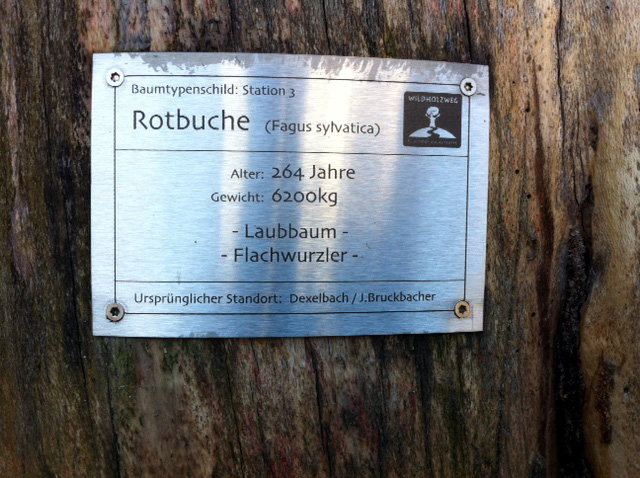 Baumtypenschild: Station 3
Rotbuche (Fagus sylvatica)
WILDHOLZWEG
Alter: 264 Jahre
Gewicht: 6200kg
- Laubbaum -
- Flachwurzler -
Ursprünglicher Standort: Dexelbach / J.Bruckbacher